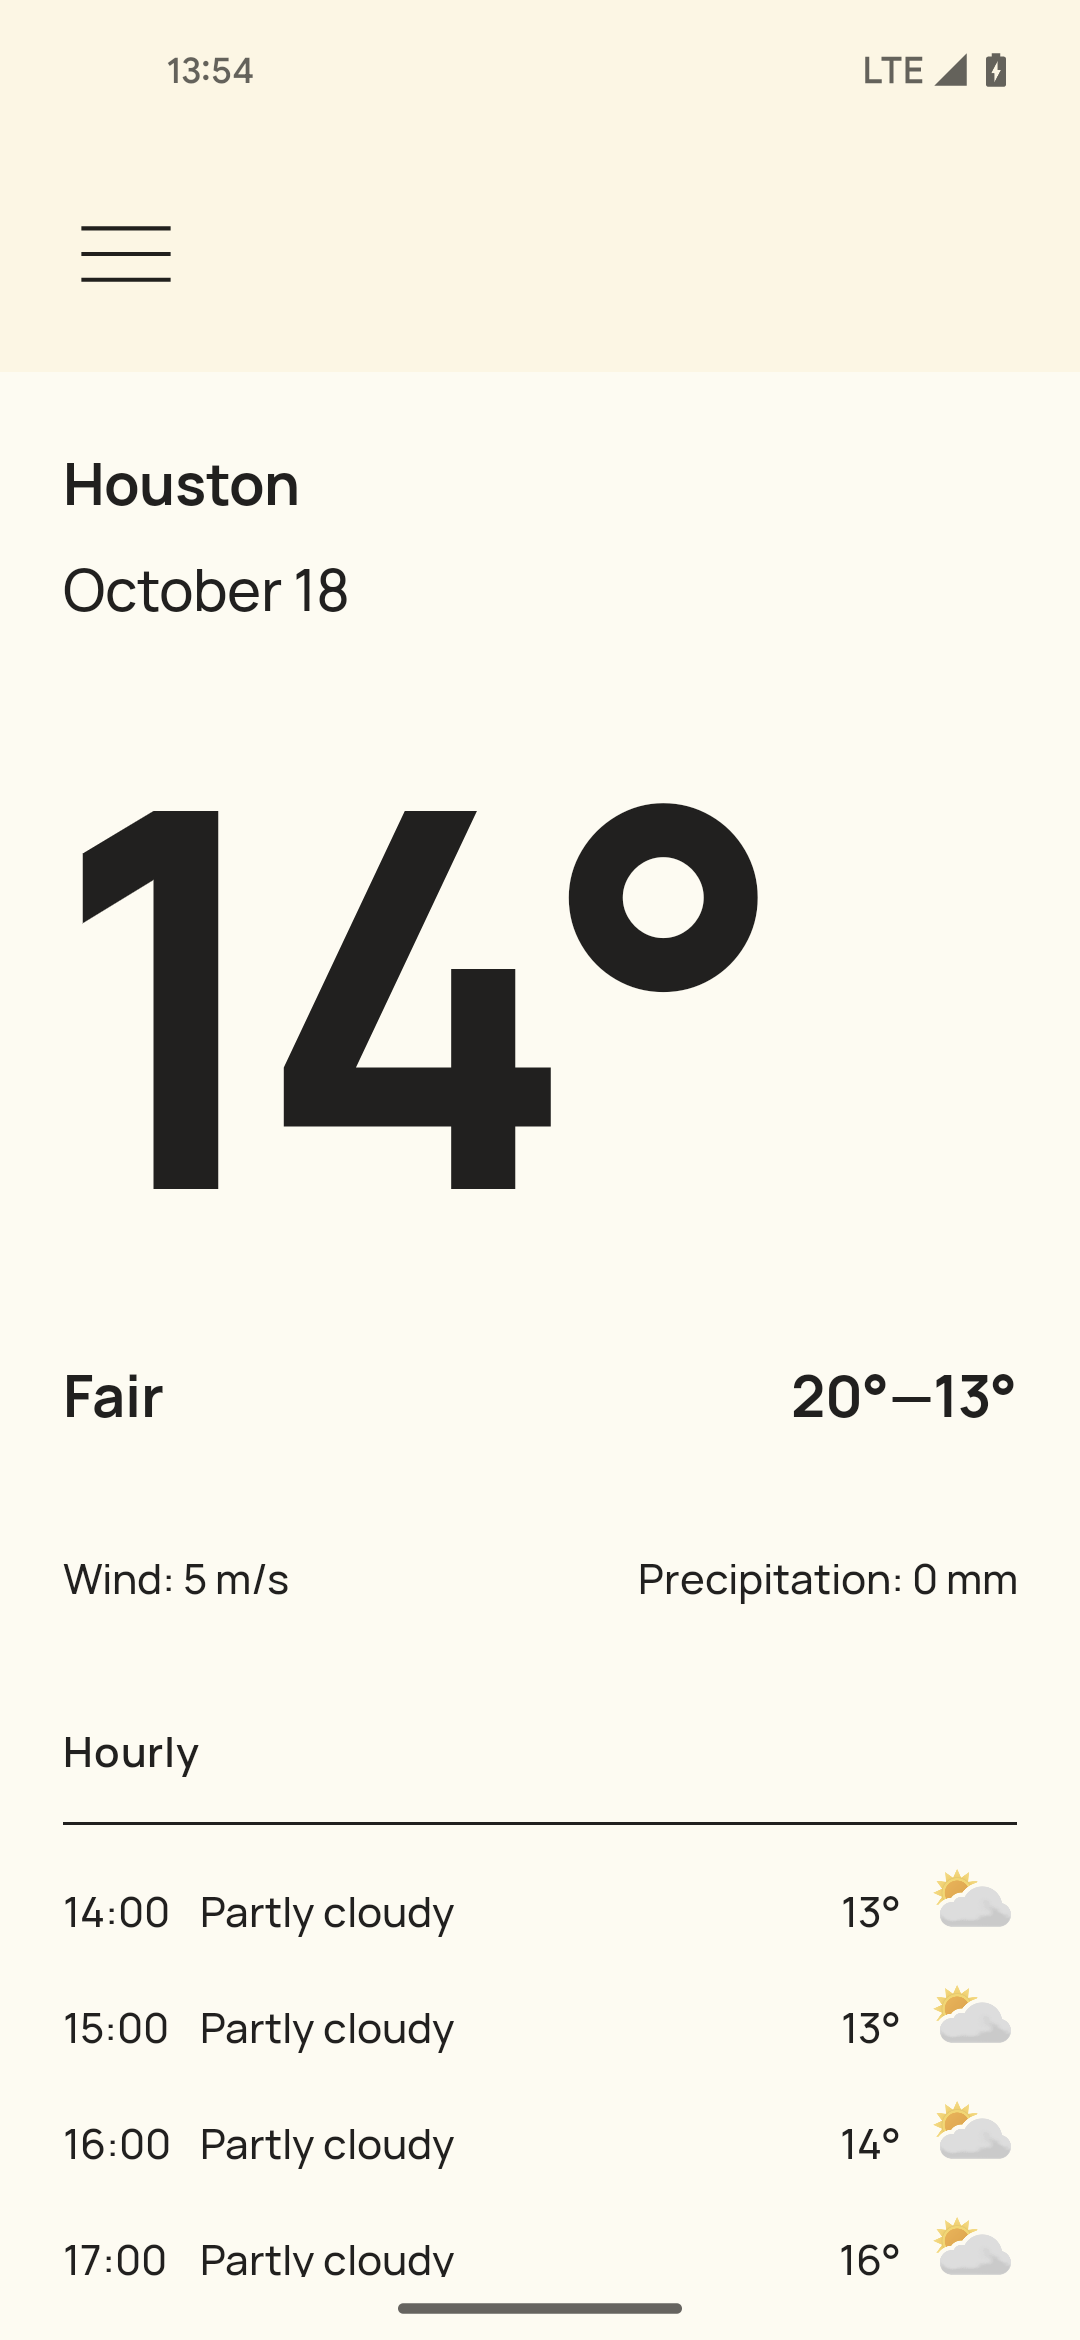 13:54 LTE
Houston
October 18
14°
Fair 20°—13°
Wind: 5 m/s Precipitation: 0 mm
Hourly
14:00 Partly cloudy 13°
15:00 Partly cloudy 13°
16:00 Partly cloudy 14°
17:00 Partly cloudy 16°